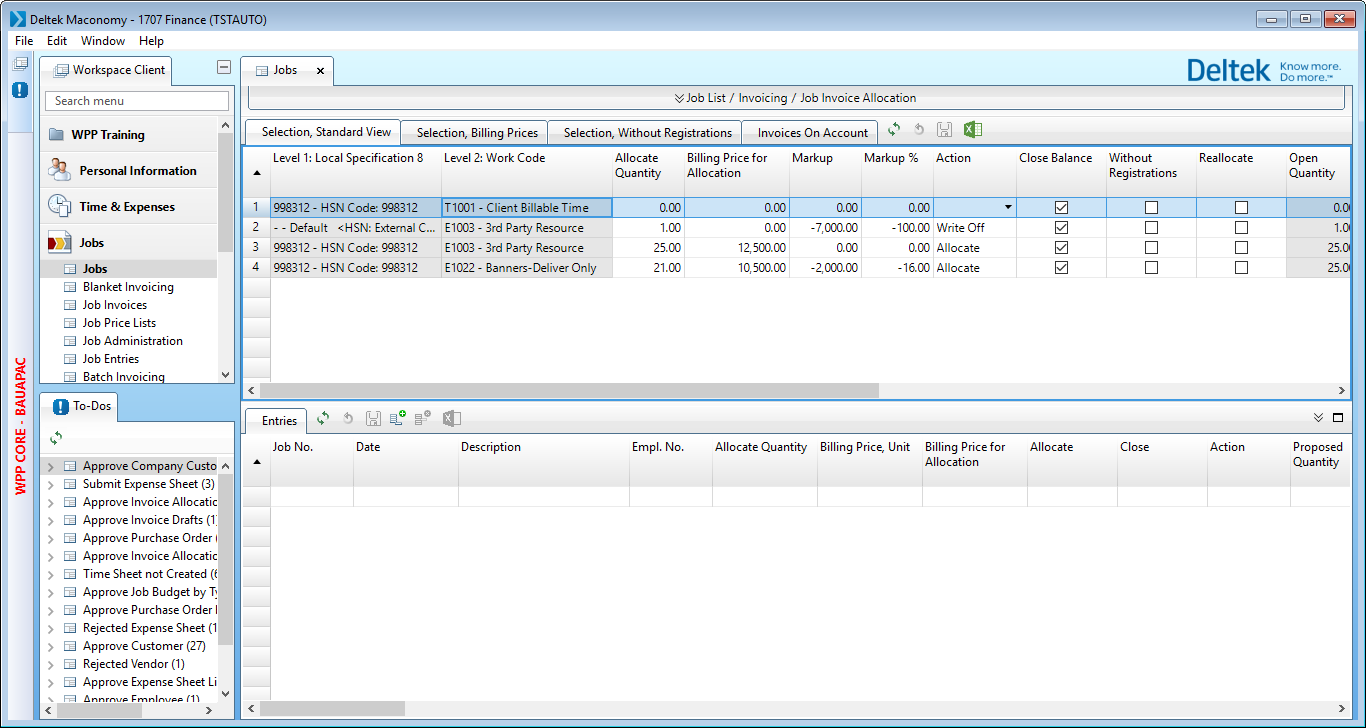 Deltek Maconomy - 1707 Finance (TSTAUTO)
File Edit Window Help
WPP CORE - BAUAPAC
Workspace Client
Search menu
WPP Training
Personal Information
Time & Expenses
Jobs
Jobs
Blanket Invoicing
Job Invoices
Job Price Lists
Job Administration
Job Entries
Batch Invoicing
To-Dos
Approve Company Custo
Submit Expense Sheet (3)
Approve Invoice Allocatic
Approve Invoice Drafts (1
Approve Purchase Order (
Approve Invoice Allocatic
Time Sheet not Created (6
Approve Job Budget by Ty
Approve Purchase Order
Rejected Expense Sheet (1
Approve Customer (27)
Rejected Vendor (1)
Approve Expense Sheet Li
Approve Employee (1)
Jobs
Deltek Know more.
Do more.™
Job List / Invoicing / Job Invoice Allocation
Selection, Standard View Selection, Billing Prices Selection, Without Registrations Invoices On Account
Level 1: Local Specification 8 Level 2: Work Code Allocate Quantity Billing Price for Allocation Markup Markup % Action Close Balance Without Registrations Reallocate Open Quantity
1 998312 - HSN Code: 998312 T1001 - Client Billable Time 0.00 0.00 0.00 0.00 0.00
2 - - Default <HSN: External C... E1003 - 3rd Party Resource 1.00 0.00 -7,000.00 -100.00 Write Off 1.00
3 998312 - HSN Code: 998312 E1003 - 3rd Party Resource 25.00 12,500.00 0.00 0.00 Allocate 25.00
4 998312 - HSN Code: 998312 E1022 - Banners-Deliver Only 21.00 10,500.00 -2,000.00 -16.00 Allocate 25.00
Entries
Job No. Date Description Empl. No. Allocate Quantity Billing Price, Unit Billing Price for Allocation Allocate Close Action Proposed Quantity